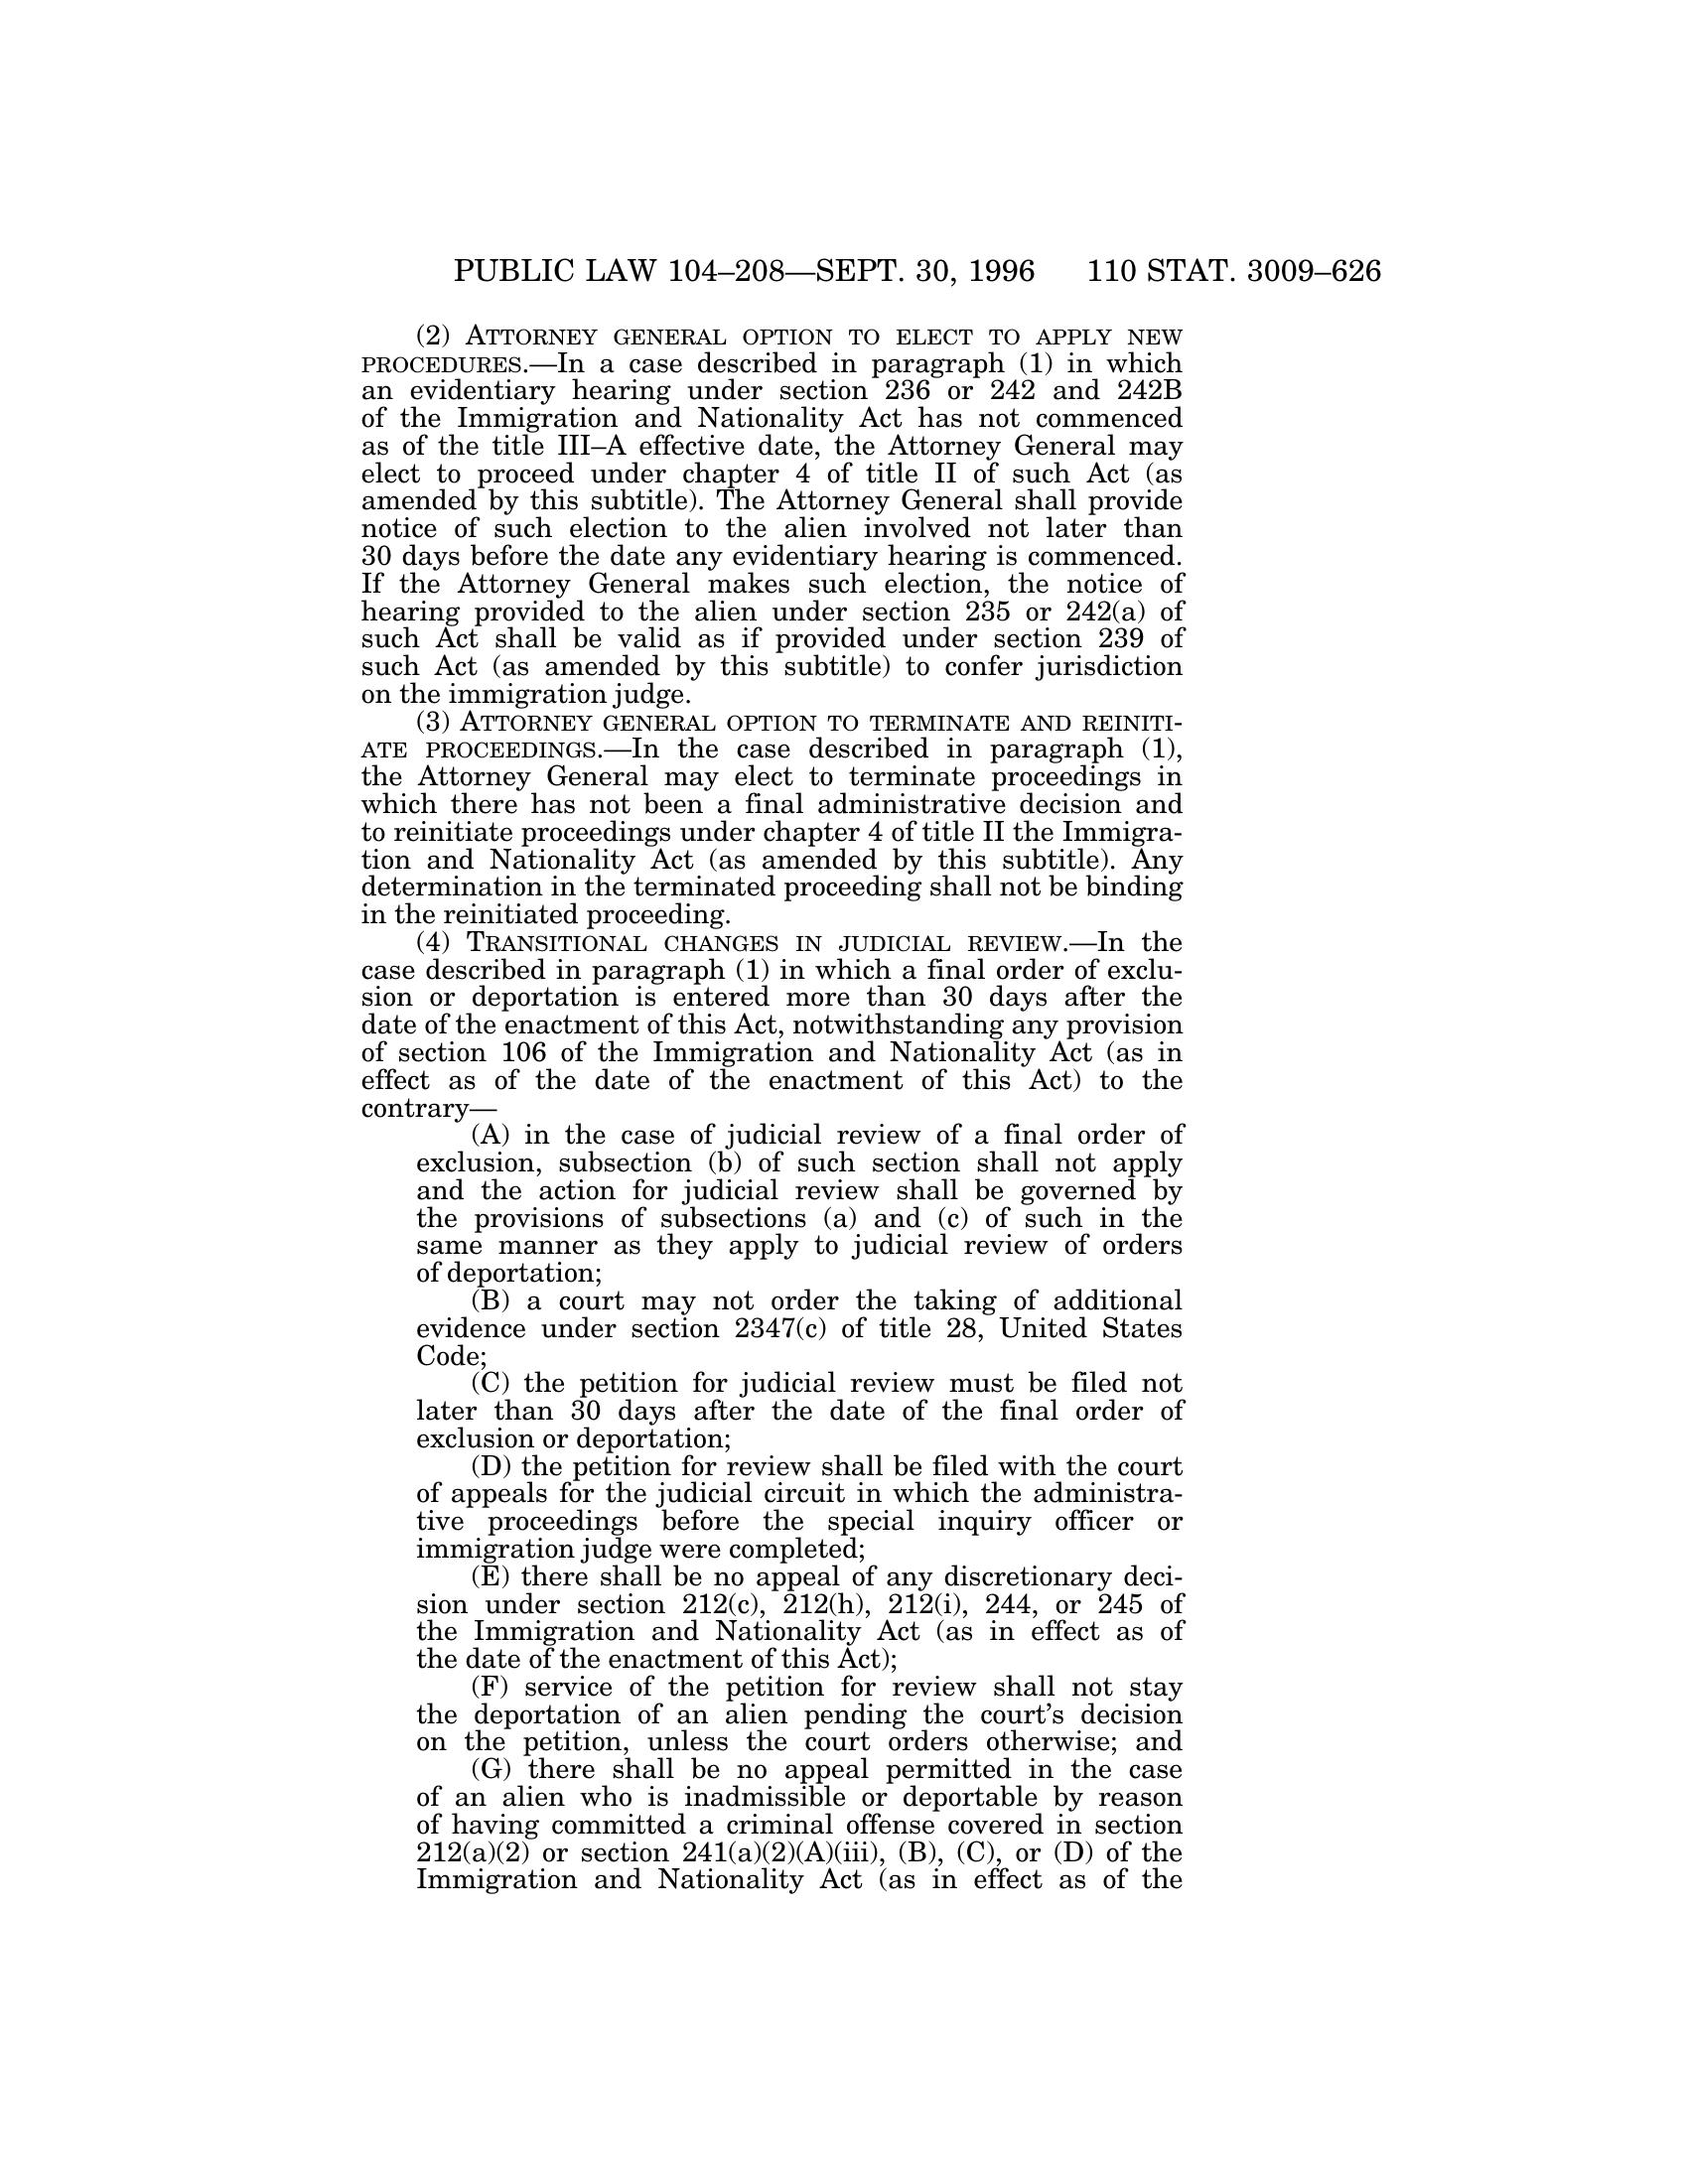 PUBLIC LAW 104–208—SEPT. 30, 1996 110 STAT. 3009–626
(2) ATTORNEY GENERAL OPTION TO ELECT TO APPLY NEW
PROCEDURES.—In a case described in paragraph (1) in which
an evidentiary hearing under section 236 or 242 and 242B
of the Immigration and Nationality Act has not commenced
as of the title III–A effective date, the Attorney General may
elect to proceed under chapter 4 of title II of such Act (as
amended by this subtitle). The Attorney General shall provide
notice of such election to the alien involved not later than
30 days before the date any evidentiary hearing is commenced.
If the Attorney General makes such election, the notice of
hearing provided to the alien under section 235 or 242(a) of
such Act shall be valid as if provided under section 239 of
such Act (as amended by this subtitle) to confer jurisdiction
on the immigration judge.
(3) ATTORNEY GENERAL OPTION TO TERMINATE AND REINITI-
ATE PROCEEDINGS.—In the case described in paragraph (1),
the Attorney General may elect to terminate proceedings in
which there has not been a final administrative decision and
to reinitiate proceedings under chapter 4 of title II the Immigra-
tion and Nationality Act (as amended by this subtitle). Any
determination in the terminated proceeding shall not be binding
in the reinitiated proceeding.
(4) TRANSITIONAL CHANGES IN JUDICIAL REVIEW.—In the
case described in paragraph (1) in which a final order of exclu-
sion or deportation is entered more than 30 days after the
date of the enactment of this Act, notwithstanding any provision
of section 106 of the Immigration and Nationality Act (as in
effect as of the date of the enactment of this Act) to the
contrary—
(A) in the case of judicial review of a final order of
exclusion, subsection (b) of such section shall not apply
and the action for judicial review shall be governed by
the provisions of subsections (a) and (c) of such in the
same manner as they apply to judicial review of orders
of deportation;
(B) a court may not order the taking of additional
evidence under section 2347(c) of title 28, United States
Code;
(C) the petition for judicial review must be filed not
later than 30 days after the date of the final order of
exclusion or deportation;
(D) the petition for review shall be filed with the court
of appeals for the judicial circuit in which the administra-
tive proceedings before the special inquiry officer or
immigration judge were completed;
(E) there shall be no appeal of any discretionary deci-
sion under section 212(c), 212(h), 212(i), 244, or 245 of
the Immigration and Nationality Act (as in effect as of
the date of the enactment of this Act);
(F) service of the petition for review shall not stay
the deportation of an alien pending the court’s decision
on the petition, unless the court orders otherwise; and
(G) there shall be no appeal permitted in the case
of an alien who is inadmissible or deportable by reason
of having committed a criminal offense covered in section
212(a)(2) or section 241(a)(2)(A)(iii), (B), (C), or (D) of the
Immigration and Nationality Act (as in effect as of the